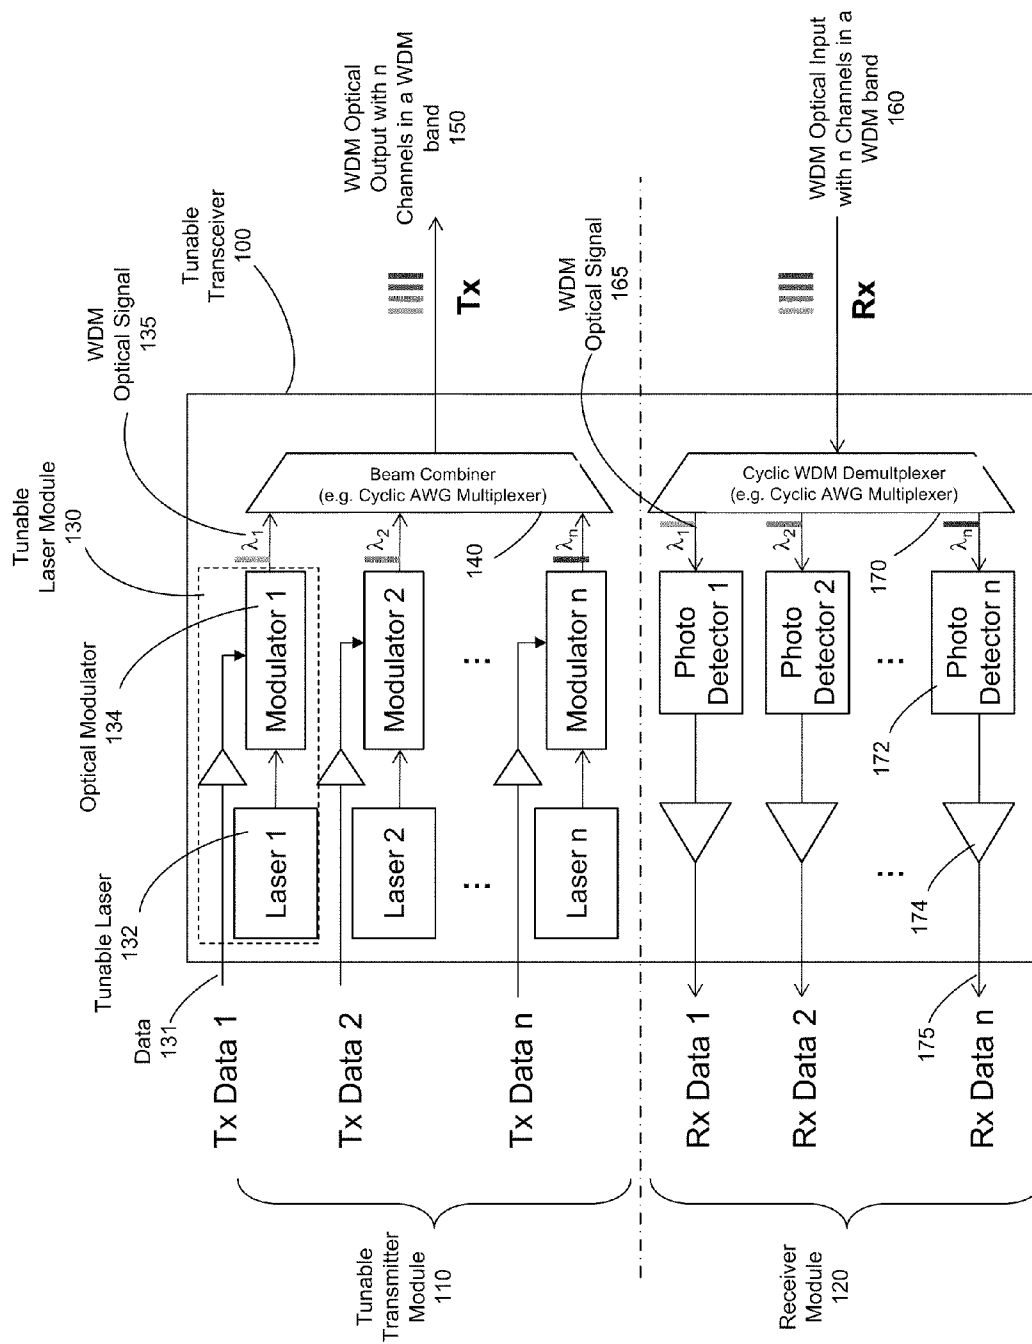 Tunable
Laser Module
130
WDM
Optical Signal
135
Tunable
Transceiver
100
Optical Modulator
134
Tunable Laser
132
Data
131
Tx Data 1
Laser 1
Modulator 1
λ1
Tx Data 2
Laser 2
Modulator 2
λ2
...
...
Tx Data n
Laser n
Modulator n
λn
Beam Combiner
(e.g. Cyclic AWG Multiplexer)
140
Tx
WDM Optical
Output with n
Channels in a WDM
band
150
Tunable
Transmitter
Module
110
WDM
Optical Signal
165
Rx Data 1
Photo
Detector 1
λ1
Rx Data 2
Photo
Detector 2
λ2
...
...
Rx Data n
175
174
172
Photo
Detector n
λn
170
Cyclic WDM Demultplexer
(e.g. Cyclic AWG Multiplexer)
Rx
WDM Optical Input
with n Channels in a
WDM band
160
Receiver
Module
120